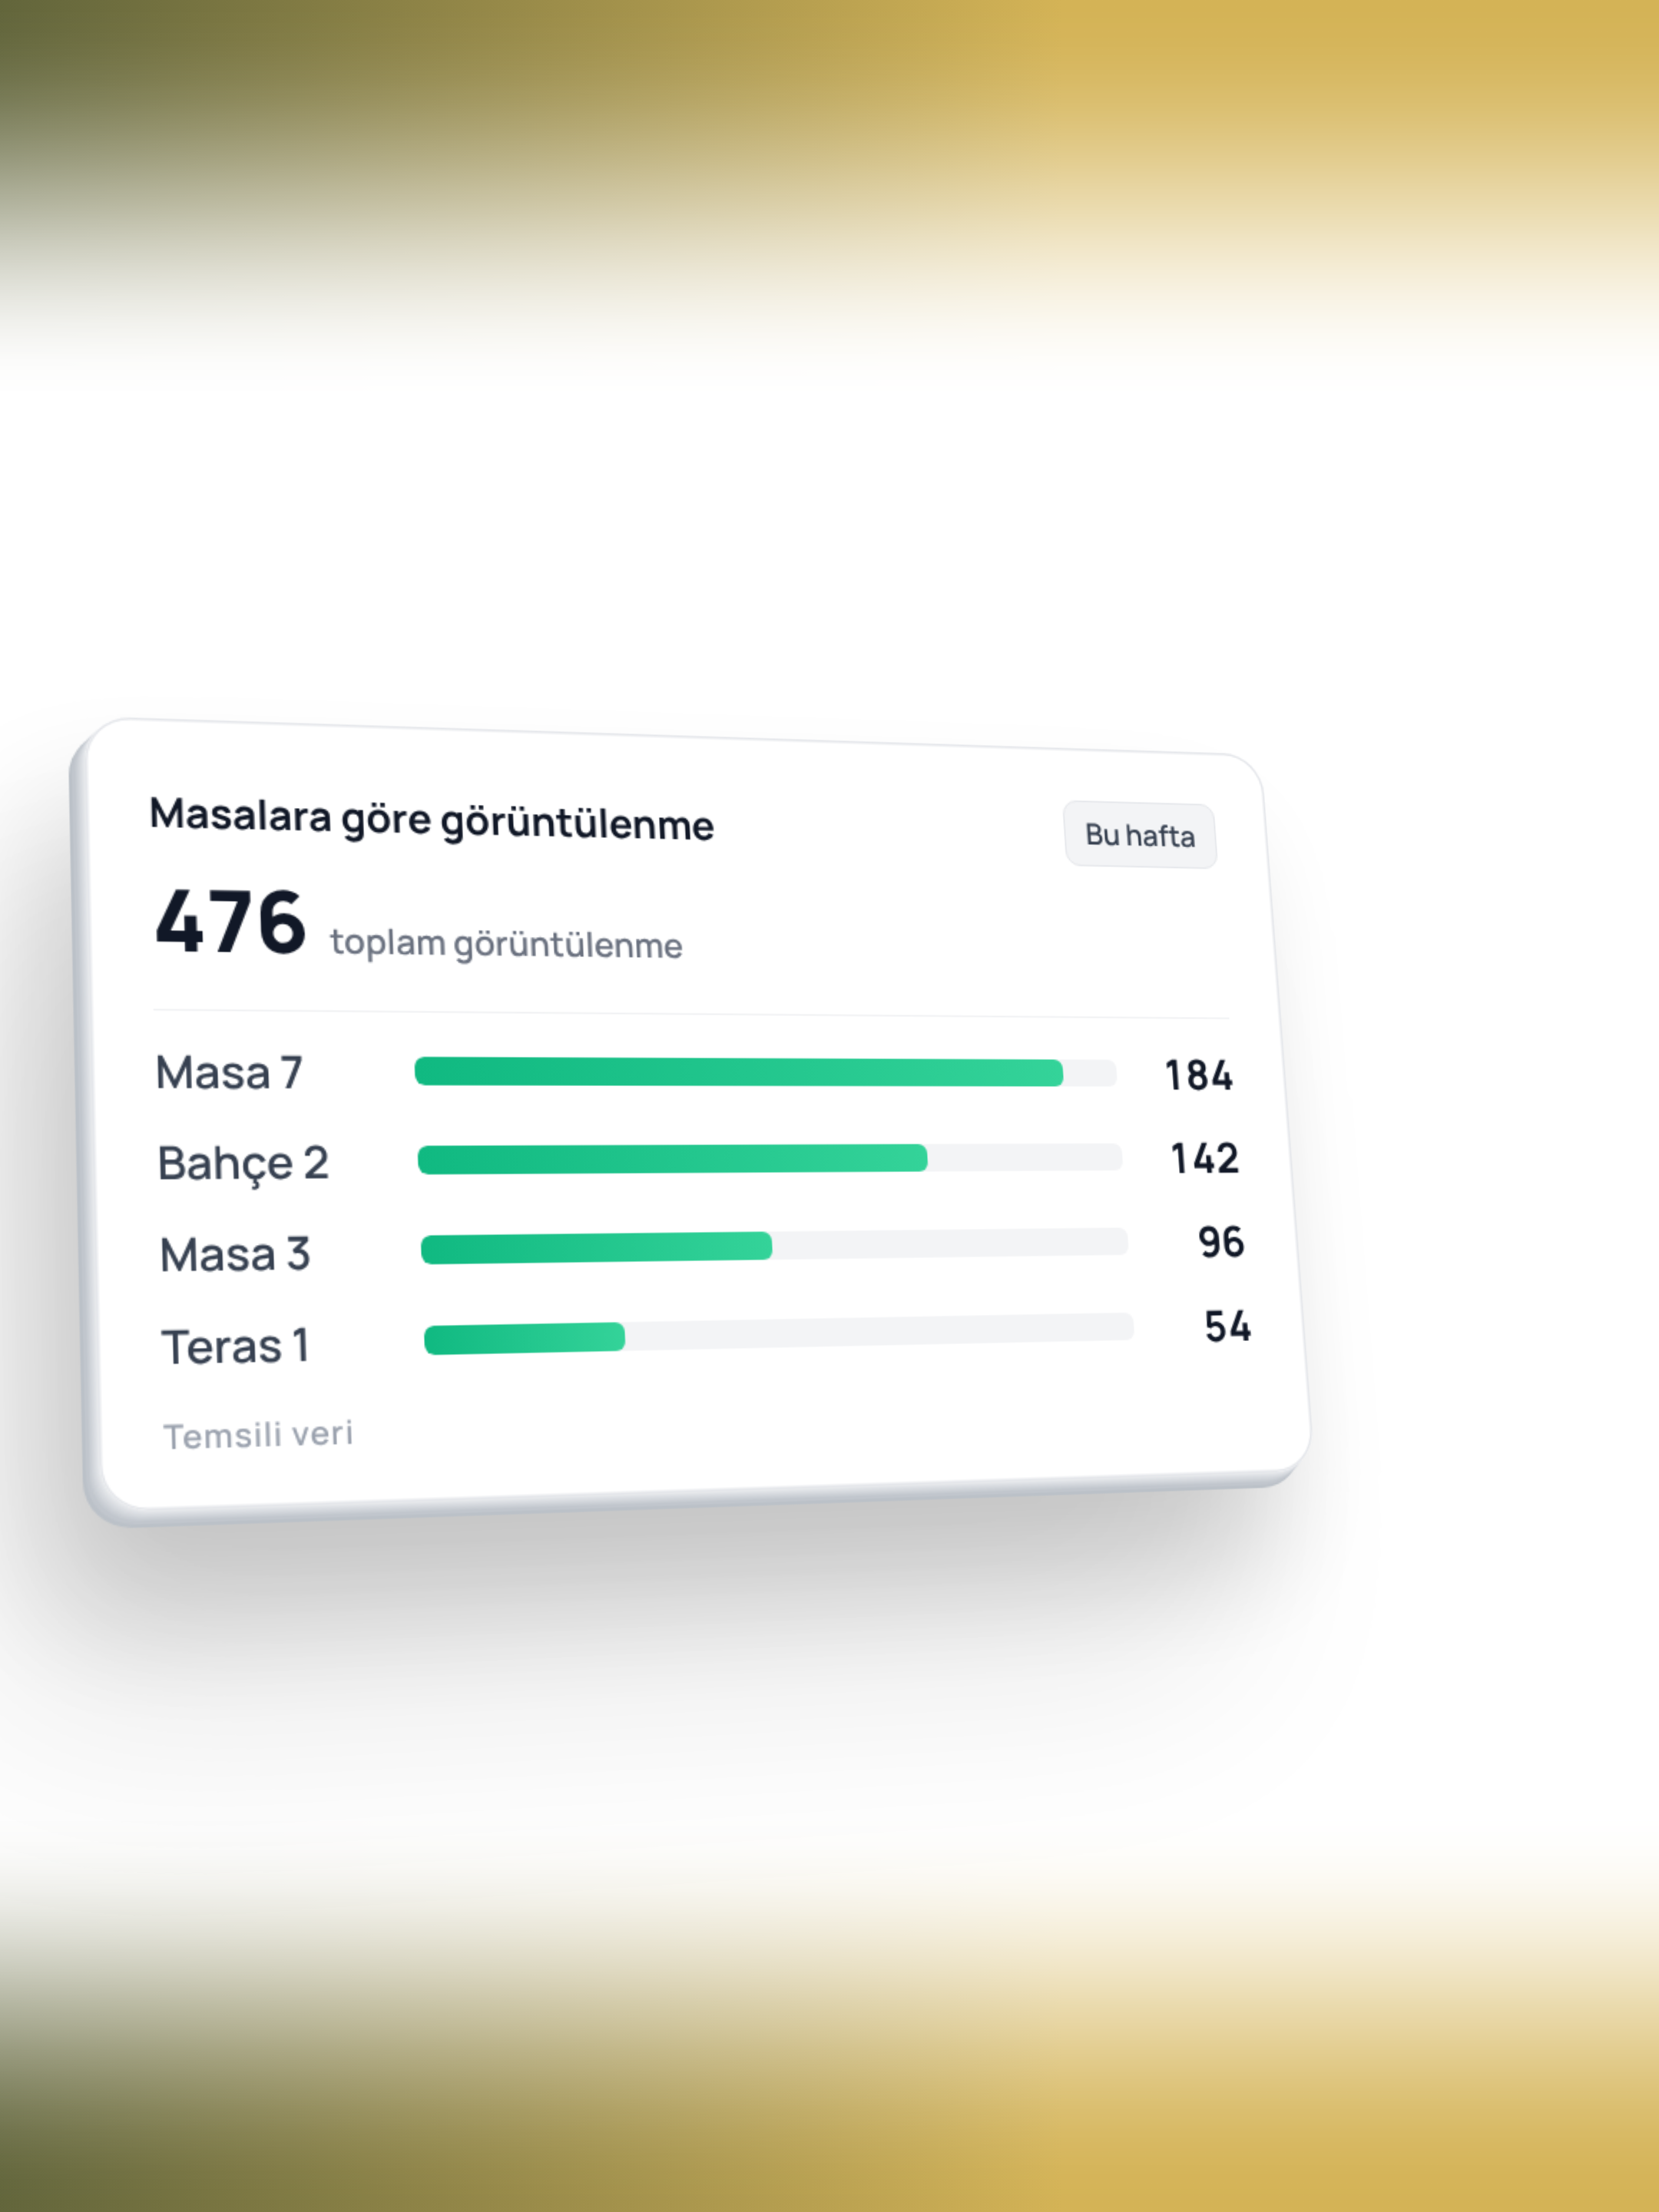 Masalara göre görüntülenme
Bu hafta
476 toplam görüntülenme
Masa 7 184
Bahçe 2 142
Masa 3 96
Teras 1 54
Temsili veri